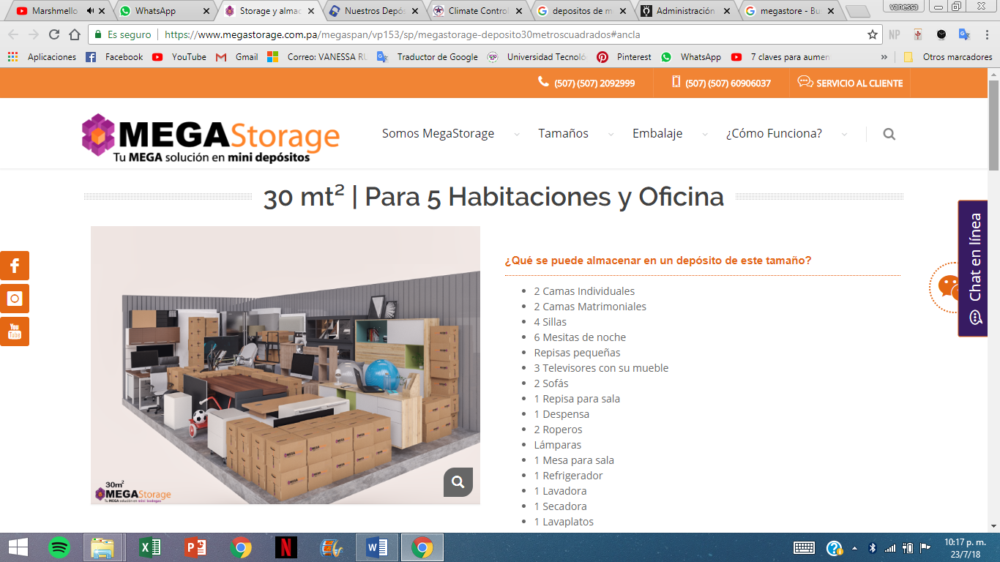 Marshmello
WhatsApp
Storage y alma
Nuestros Depós
Climate Control
depositos de m
Administración
megastore - Bu
vanessa
Es seguro
https://www.megastorage.com.pa/megaspan/vp153/sp/megastorage-deposito30metroscuadrados#ancla
NP
Aplicaciones
Facebook
YouTube
Gmail
Correo: VANESSA RU
Traductor de Google
Universidad Tecnoló
Pinterest
WhatsApp
7 claves para aumen
»
Otros marcadores
(507) (507) 2092999
(507) (507) 60906037
SERVICIO AL CLIENTE
MEGAStorage
Tu MEGA solución en mini depósitos
Somos MegaStorage
Tamaños
Embalaje
¿Cómo Funciona?
30 mt² | Para 5 Habitaciones y Oficina
¿Qué se puede almacenar en un depósito de este tamaño?
2 Camas Individuales
2 Camas Matrimoniales
4 Sillas
6 Mesitas de noche
Repisas pequeñas
3 Televisores con su mueble
2 Sofás
1 Repisa para sala
1 Despensa
2 Roperos
Lámparas
1 Mesa para sala
1 Refrigerador
1 Lavadora
1 Secadora
1 Lavaplatos
30m²
MEGAStorage
Tu MEGA solución en mini bodegas
You
Tube
Chat en línea
10:17 p. m.
23/7/18